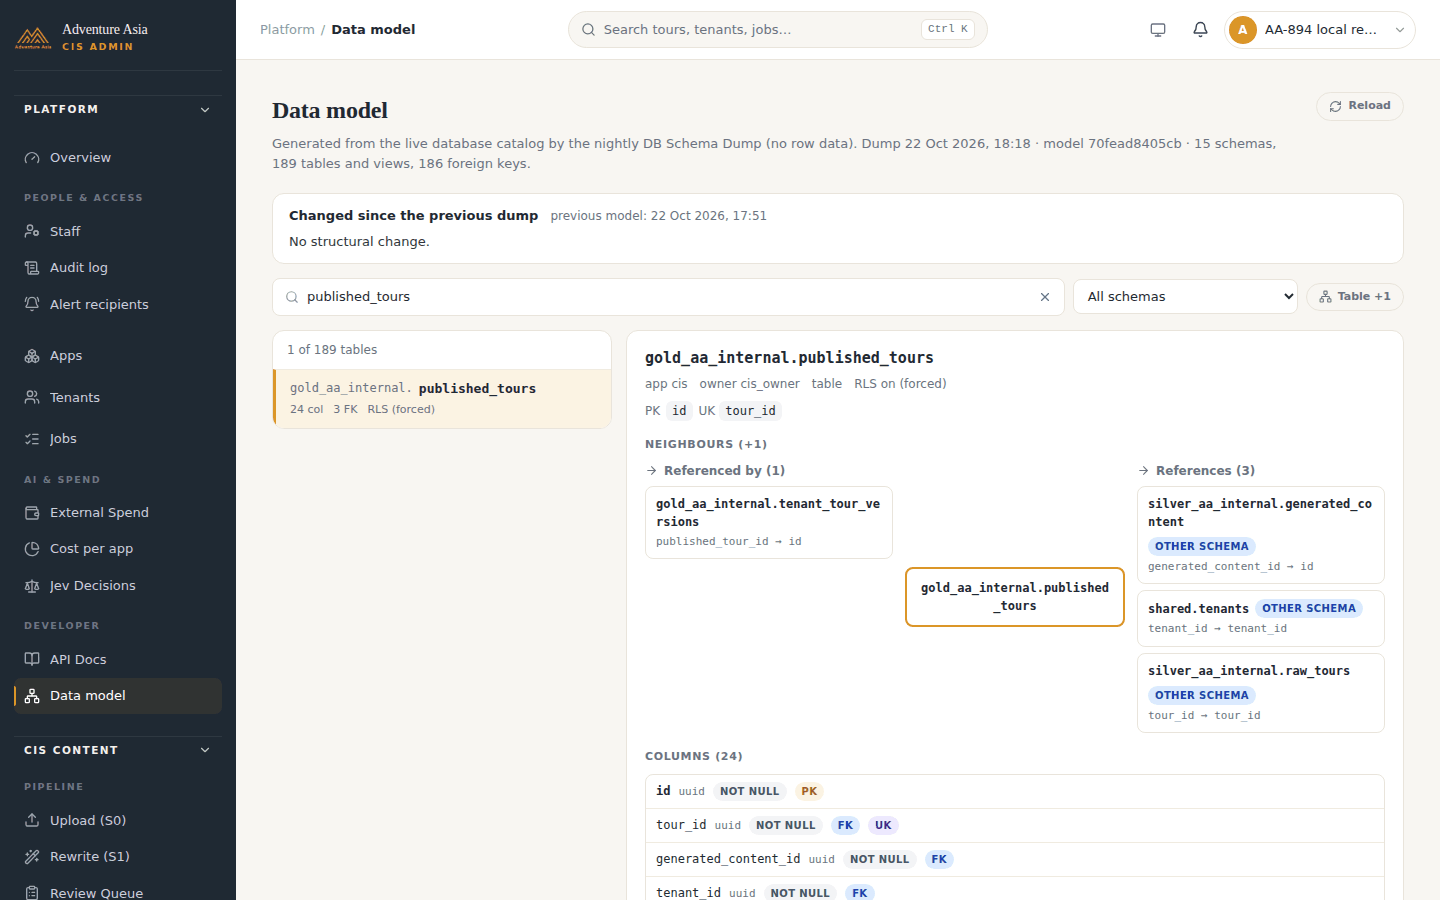 Adventure Asia
Adventure Asia
CIS ADMIN
PLATFORM
Overview
PEOPLE & ACCESS
Staff
Audit log
Alert recipients
Apps
Tenants
Jobs
AI & SPEND
External Spend
Cost per app
Jev Decisions
DEVELOPER
API Docs
Data model
CIS CONTENT
PIPELINE
Upload (S0)
Rewrite (S1)
Review Queue
Platform / Data model
Search tours, tenants, jobs…
Ctrl K
A
AA-894 local re…
Data model
Reload
Generated from the live database catalog by the nightly DB Schema Dump (no row data). Dump 22 Oct 2026, 18:18 · model 70fead8405cb · 15 schemas,
189 tables and views, 186 foreign keys.
Changed since the previous dump previous model: 22 Oct 2026, 17:51
No structural change.
published_tours
All schemas
Table +1
1 of 189 tables
gold_aa_internal. published_tours
24 col 3 FK RLS (forced)
gold_aa_internal.published_tours
app cis owner cis_owner table RLS on (forced)
PK id UK tour_id
NEIGHBOURS (+1)
→ Referenced by (1)
gold_aa_internal.tenant_tour_ve
rsions
published_tour_id → id
gold_aa_internal.published
_tours
→ References (3)
silver_aa_internal.generated_co
ntent
OTHER SCHEMA
generated_content_id → id
shared.tenants OTHER SCHEMA
tenant_id → tenant_id
silver_aa_internal.raw_tours
OTHER SCHEMA
tour_id → tour_id
COLUMNS (24)
id uuid NOT NULL PK
tour_id uuid NOT NULL FK UK
generated_content_id uuid NOT NULL FK
tenant_id uuid NOT NULL FK